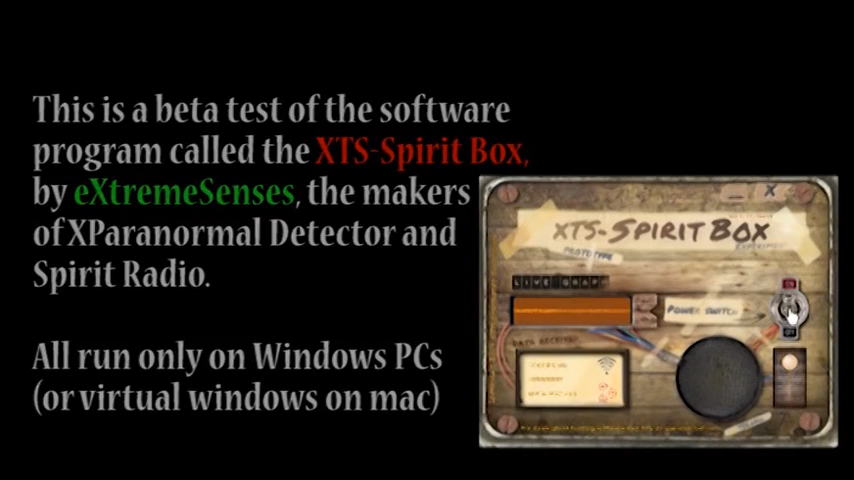 This is a beta test of the software
program called the XTS-Spirit Box,
by eXtremeSenses, the makers
of XParanormal Detector and
Spirit Radio.
All run only on Windows PCs
(or virtual windows on mac)
XTS-SPIRIT BOX
PROTOTYPE
POWER SWITCH